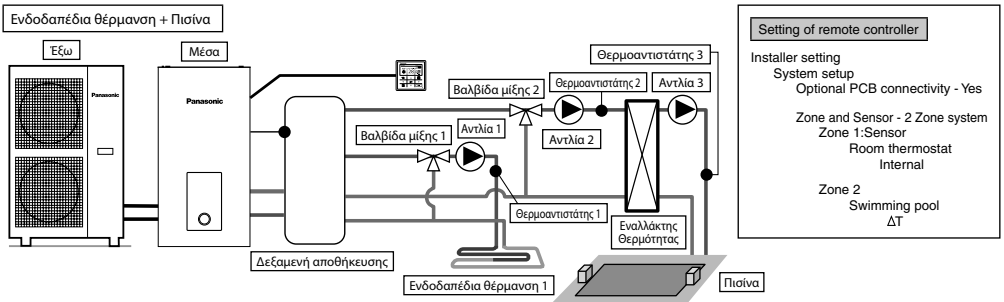 Ενδοδαπέδια θέρμανση + Πισίνα
Έξω
Μέσα
Panasonic
Panasonic
Βαλβίδα μίξης 2
Θερμοαντιστάτης 3
Θερμοαντιστάτης 2
Αντλία 3
Βαλβίδα μίξης 1
Αντλία 1
Αντλία 2
Θερμοαντιστάτης 1
Εναλλάκτης
Θερμότητας
Δεξαμενή αποθήκευσης
Ενδοδαπέδια θέρμανση 1
Πισίνα
Setting of remote controller
Installer setting
System setup
Optional PCB connectivity - Yes
Zone and Sensor - 2 Zone system
Zone 1:Sensor
Room thermostat
Internal
Zone 2
Swimming pool
ΔT